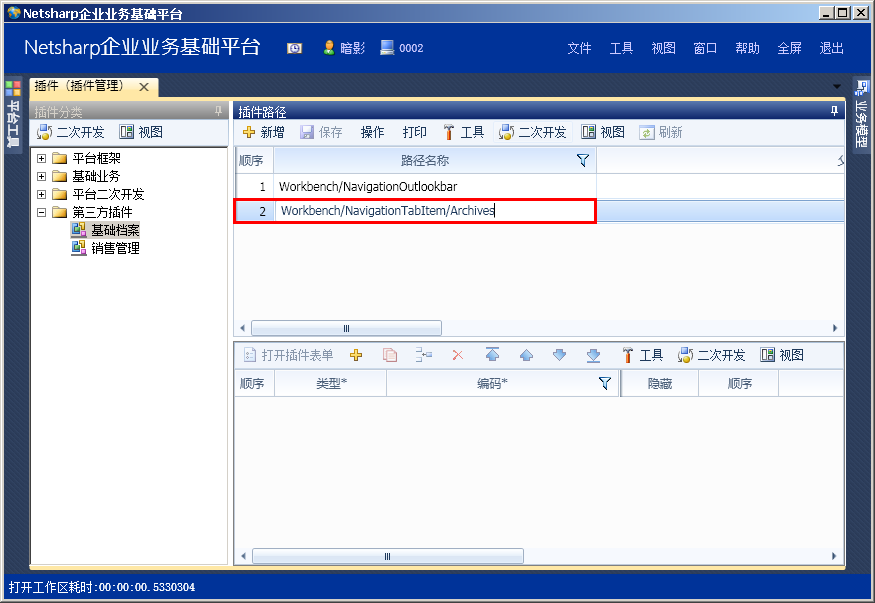 Netsharp企业业务基础平台
Netsharp企业业务基础平台 暗影 0002 文件 工具 视图 窗口 帮助 全屏 退出
平台工具
插件（插件管理）
业务模型
插件分类
二次开发 视图
平台框架
基础业务
平台二次开发
第三方插件
基础档案
销售管理
插件路径
新增 保存 操作 打印 工具 二次开发 视图 刷新
顺序 路径名称
1 Workbench/NavigationOutlookbar
2 Workbench/NavigationTabItem/Archives
打开插件表单 工具 二次开发 视图
顺序 类型* 编码* 隐藏 顺序
打开工作区耗时:00:00:00.5330304